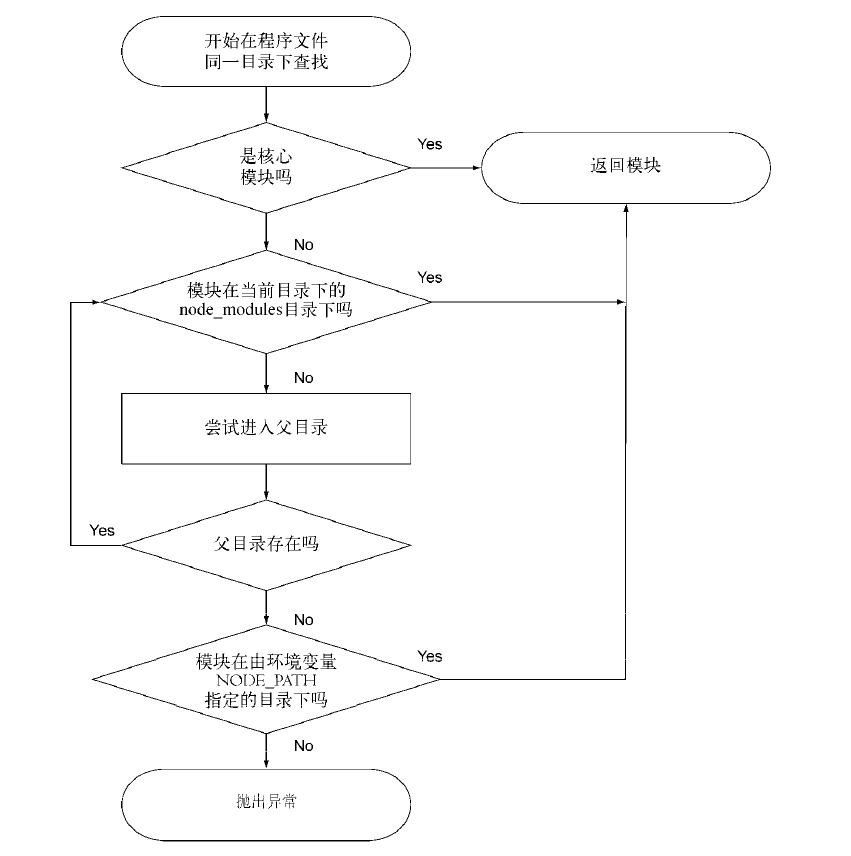 开始在程序文件
同一目录下查找
是核心
模块吗
Yes
返回模块
No
模块在当前目录下的
node_modules目录下吗
Yes
No
尝试进入父目录
父目录存在吗
Yes
No
模块在由环境变量
NODE_PATH
指定的目录下吗
Yes
No
抛出异常